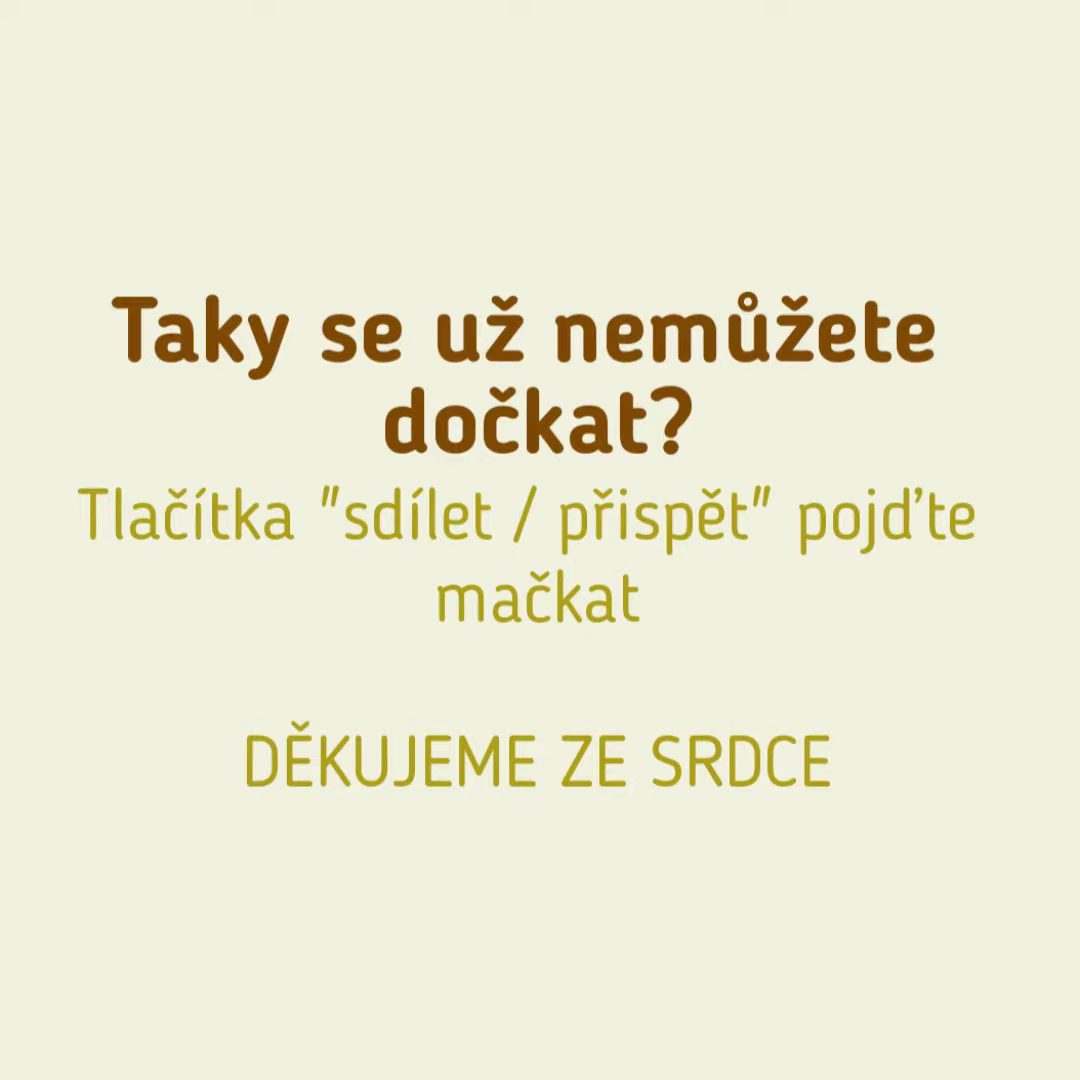 Taky se už nemůžete
dočkat?
Tlačítka "sdílet / přispět" pojďte
mačkat
DĚKUJEME ZE SRDCE